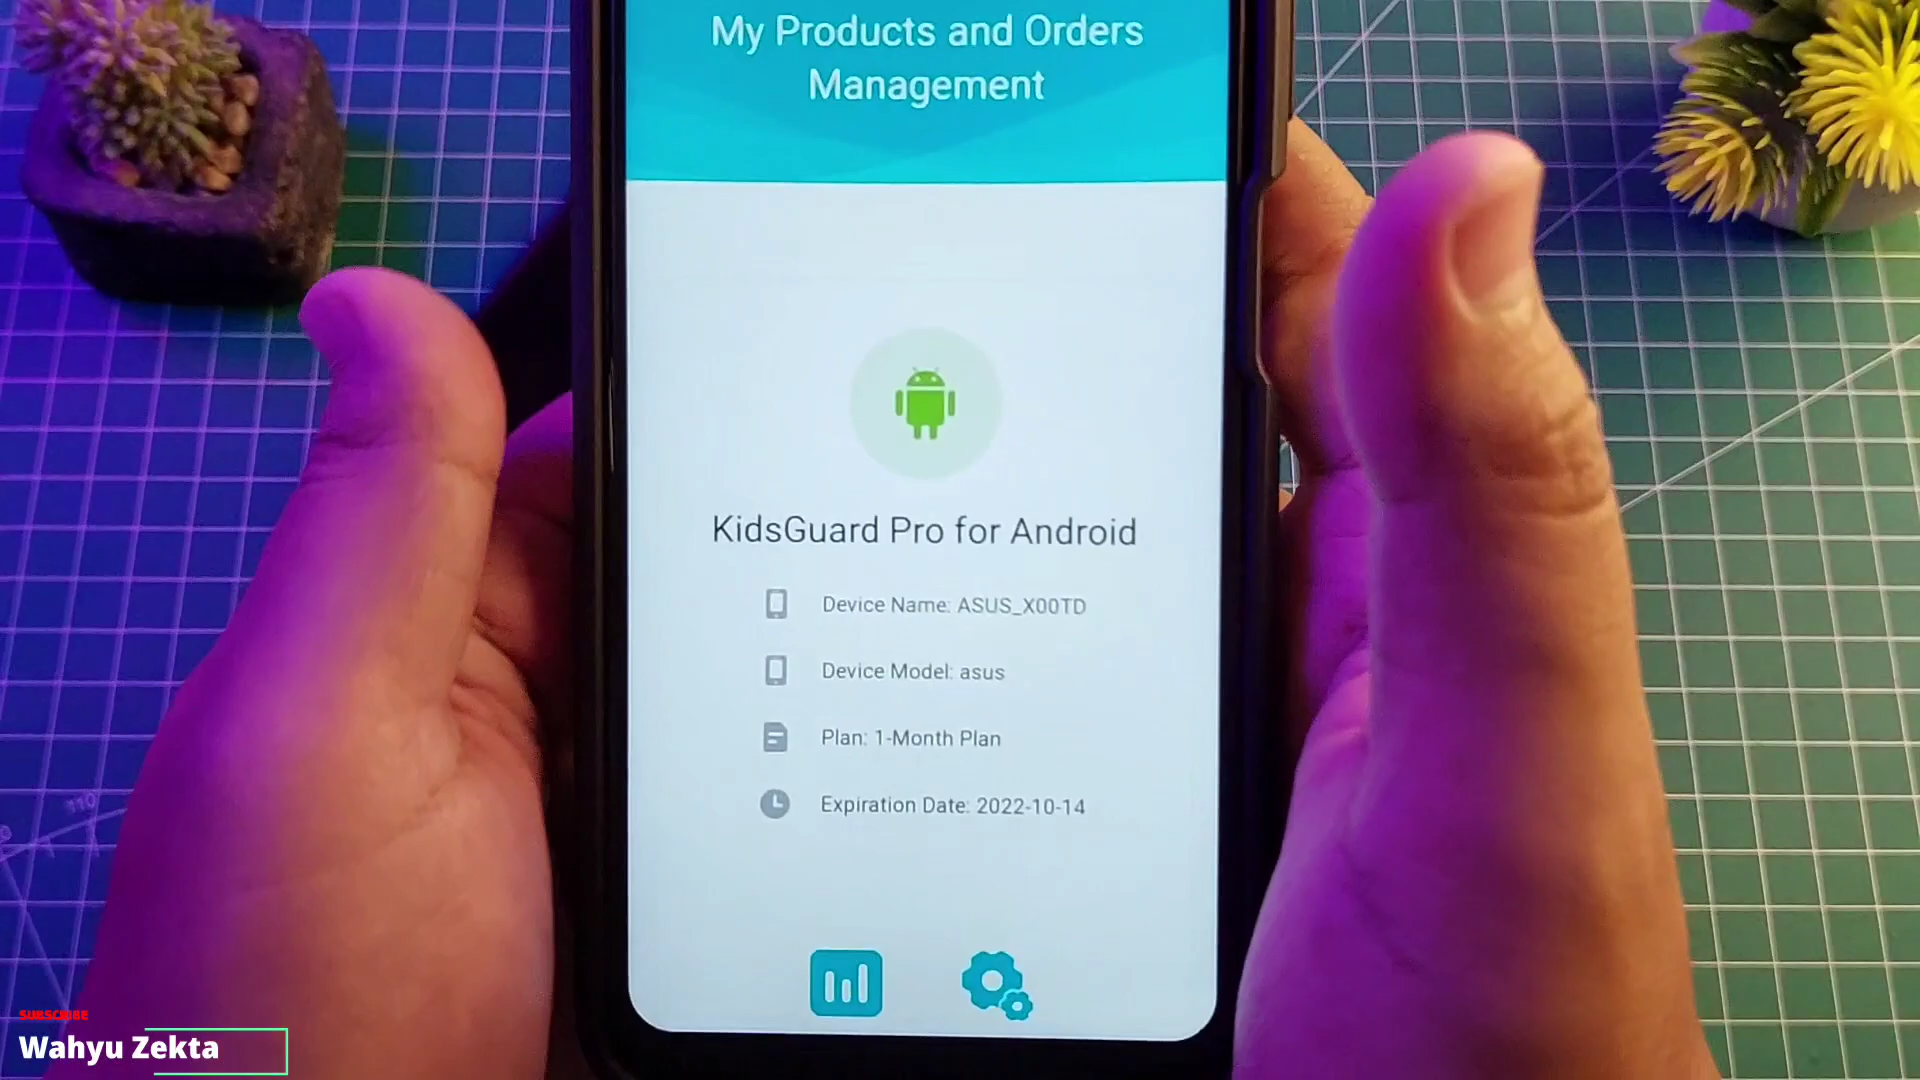 My Products and Orders
Management
KidsGuard Pro for Android
Device Name: ASUS_X00TD
Device Model: asus
Plan: 1-Month Plan
Expiration Date: 2022-10-14
SUBSCRIBE
Wahyu Zekta